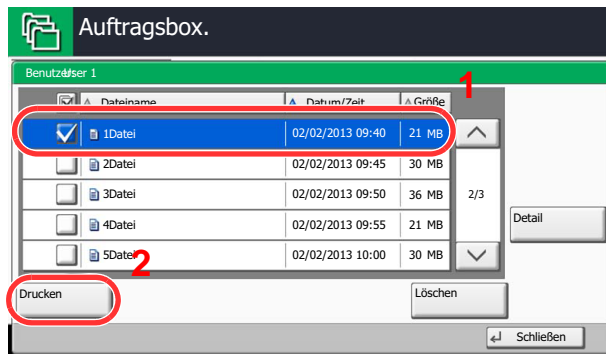 Auftragsbox.
Benutzer User 1
Dateiname Datum/Zeit Größe
1
1Datei 02/02/2013 09:40 21 MB
2Datei 02/02/2013 09:45 30 MB
3Datei 02/02/2013 09:50 36 MB 2/3
4Datei 02/02/2013 09:55 21 MB
Detail
5Datei 02/02/2013 10:00 30 MB
2
Drucken Löschen
Schließen